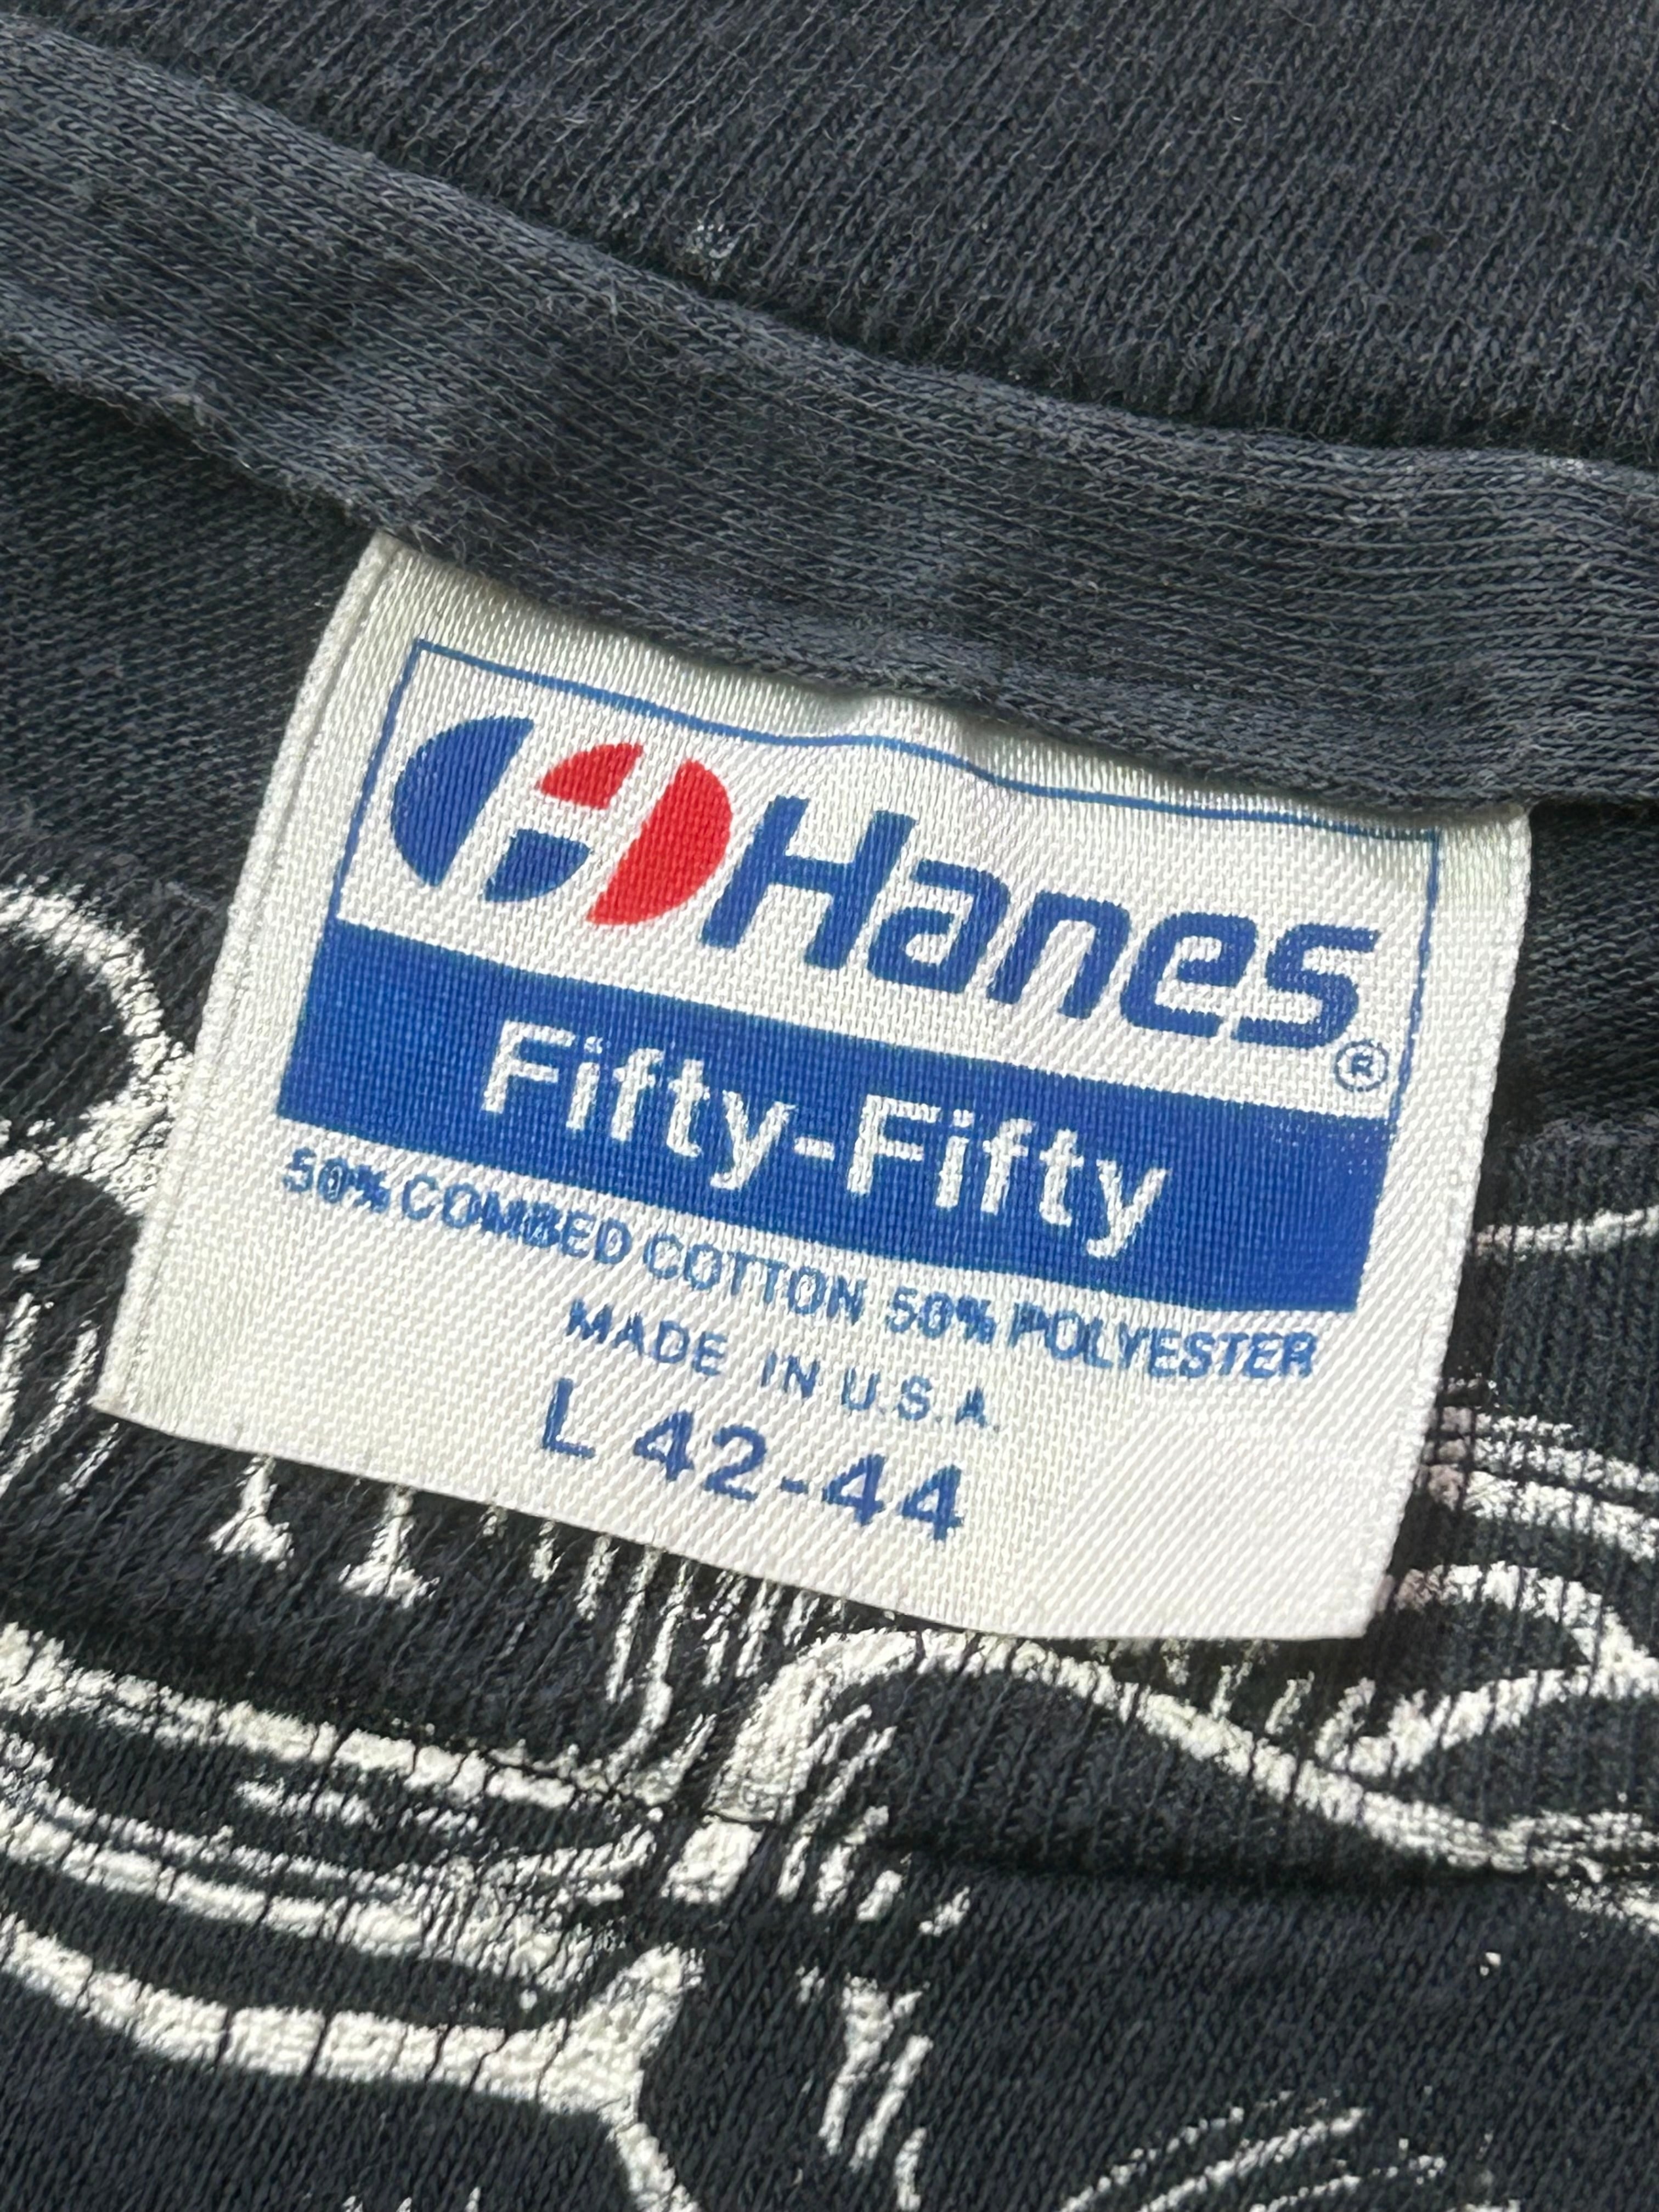 Hanes®
Fifty-Fifty
50% COMBED COTTON 50% POLYESTER
MADE IN U.S.A.
L 42-44